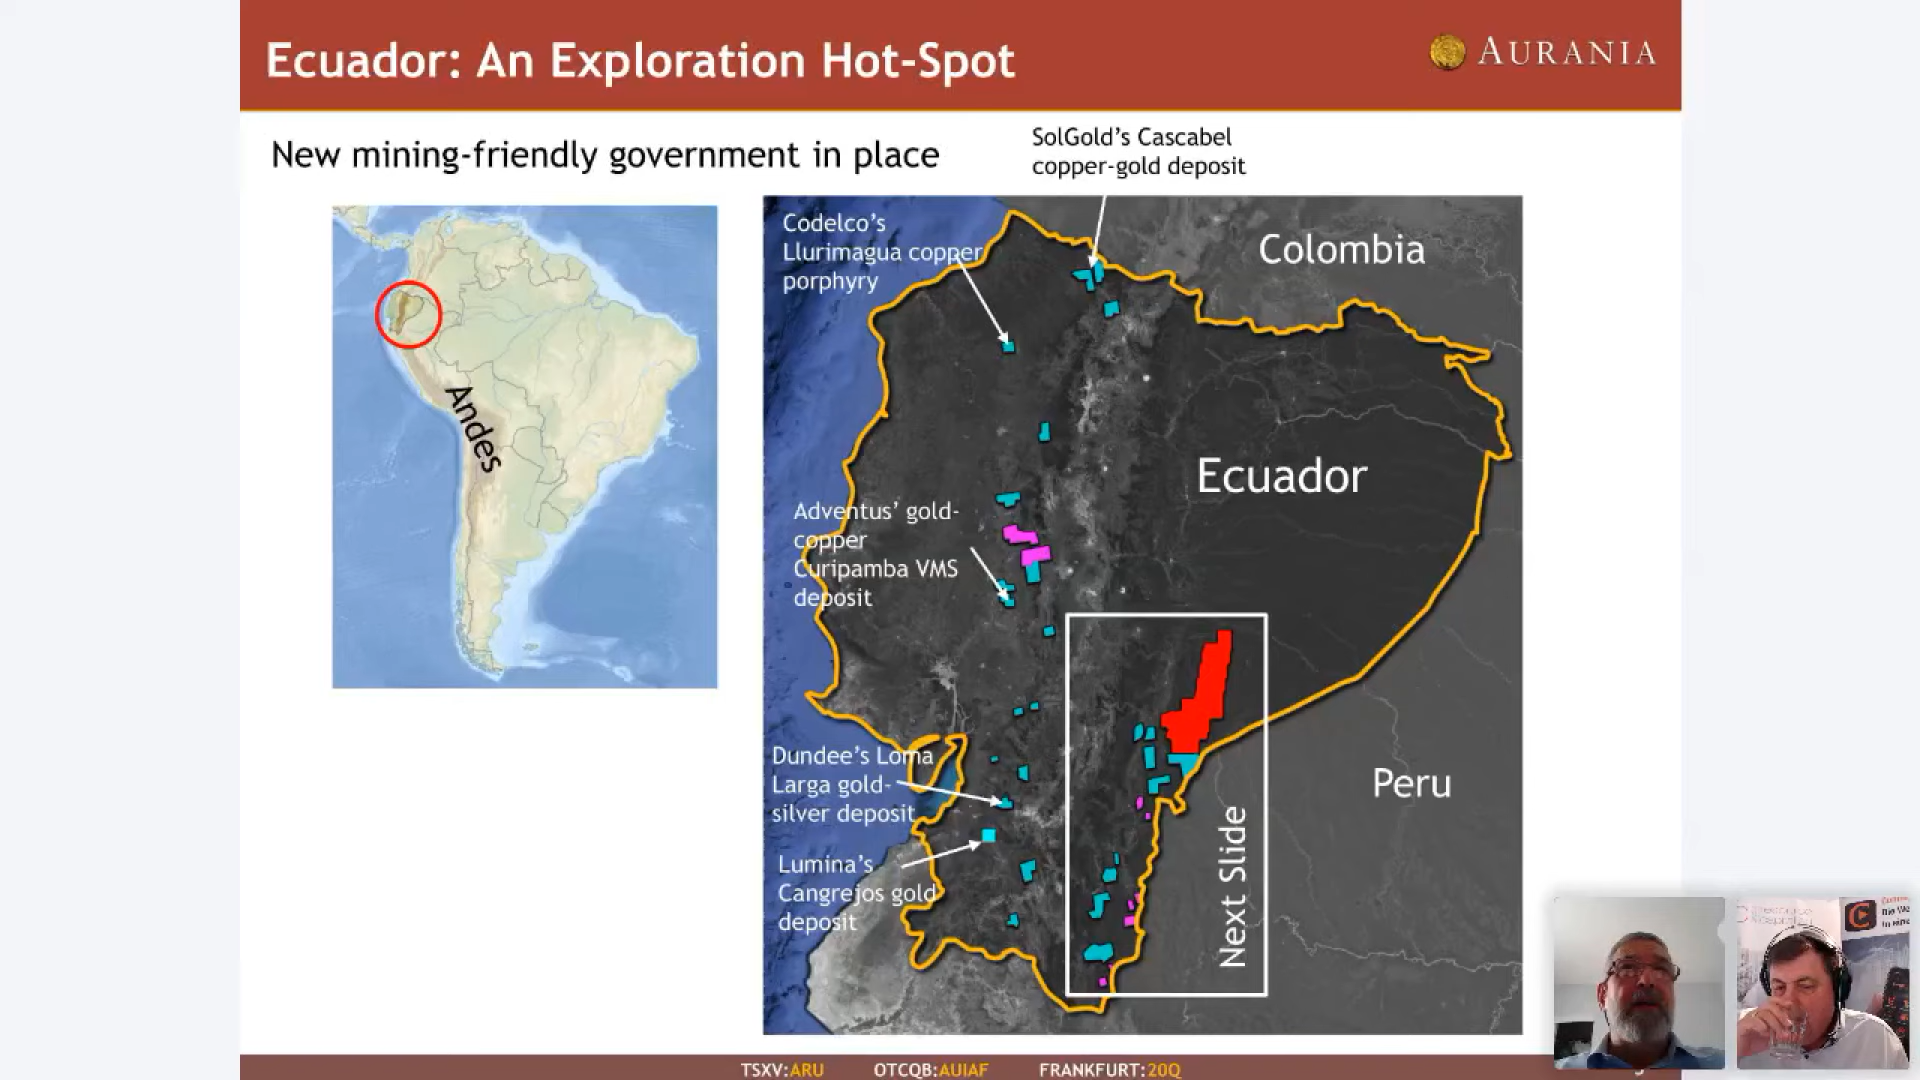 Ecuador: An Exploration Hot-Spot
AURANIA
New mining-friendly government in place
SolGold's Cascabel
copper-gold deposit
Codelco's
Llurimagua copper
porphyry
Colombia
Andes
Ecuador
Adventus' gold-
copper
Curipamba VMS
deposit
Dundee's Loma
Larga gold-
silver deposit
Peru
Lumina's
Cangrejos gold
deposit
Next Slide
TSXV:ARU
OTCQB:AUIAF
FRANKFURT:20Q